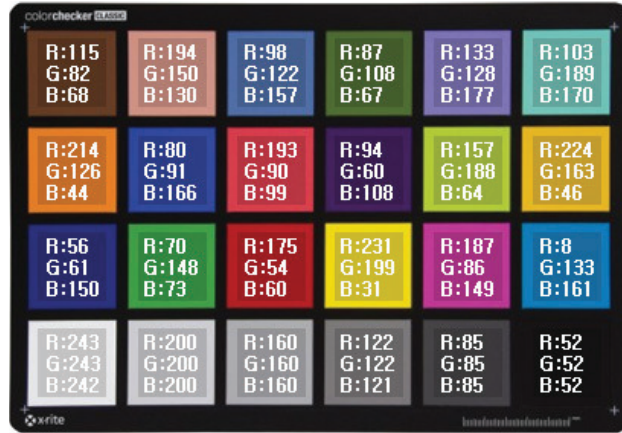 colorchecker CLASSIC
R:115 R:194 R:98 R:87 R:133 R:103
G:82 G:150 G:122 G:108 G:128 G:189
B:68 B:130 B:157 B:67 B:177 B:170
R:214 R:80 R:193 R:94 R:157 R:224
G:126 G:91 G:90 G:60 G:188 G:163
B:44 B:166 B:99 B:108 B:64 B:46
R:56 R:70 R:175 R:231 R:187 R:8
G:61 G:148 G:54 G:199 G:86 G:133
B:150 B:73 B:60 B:31 B:149 B:161
R:243 R:200 R:160 R:122 R:85 R:52
G:243 G:200 G:160 G:122 G:85 G:52
B:242 B:200 B:160 B:121 B:85 B:52
x-rite